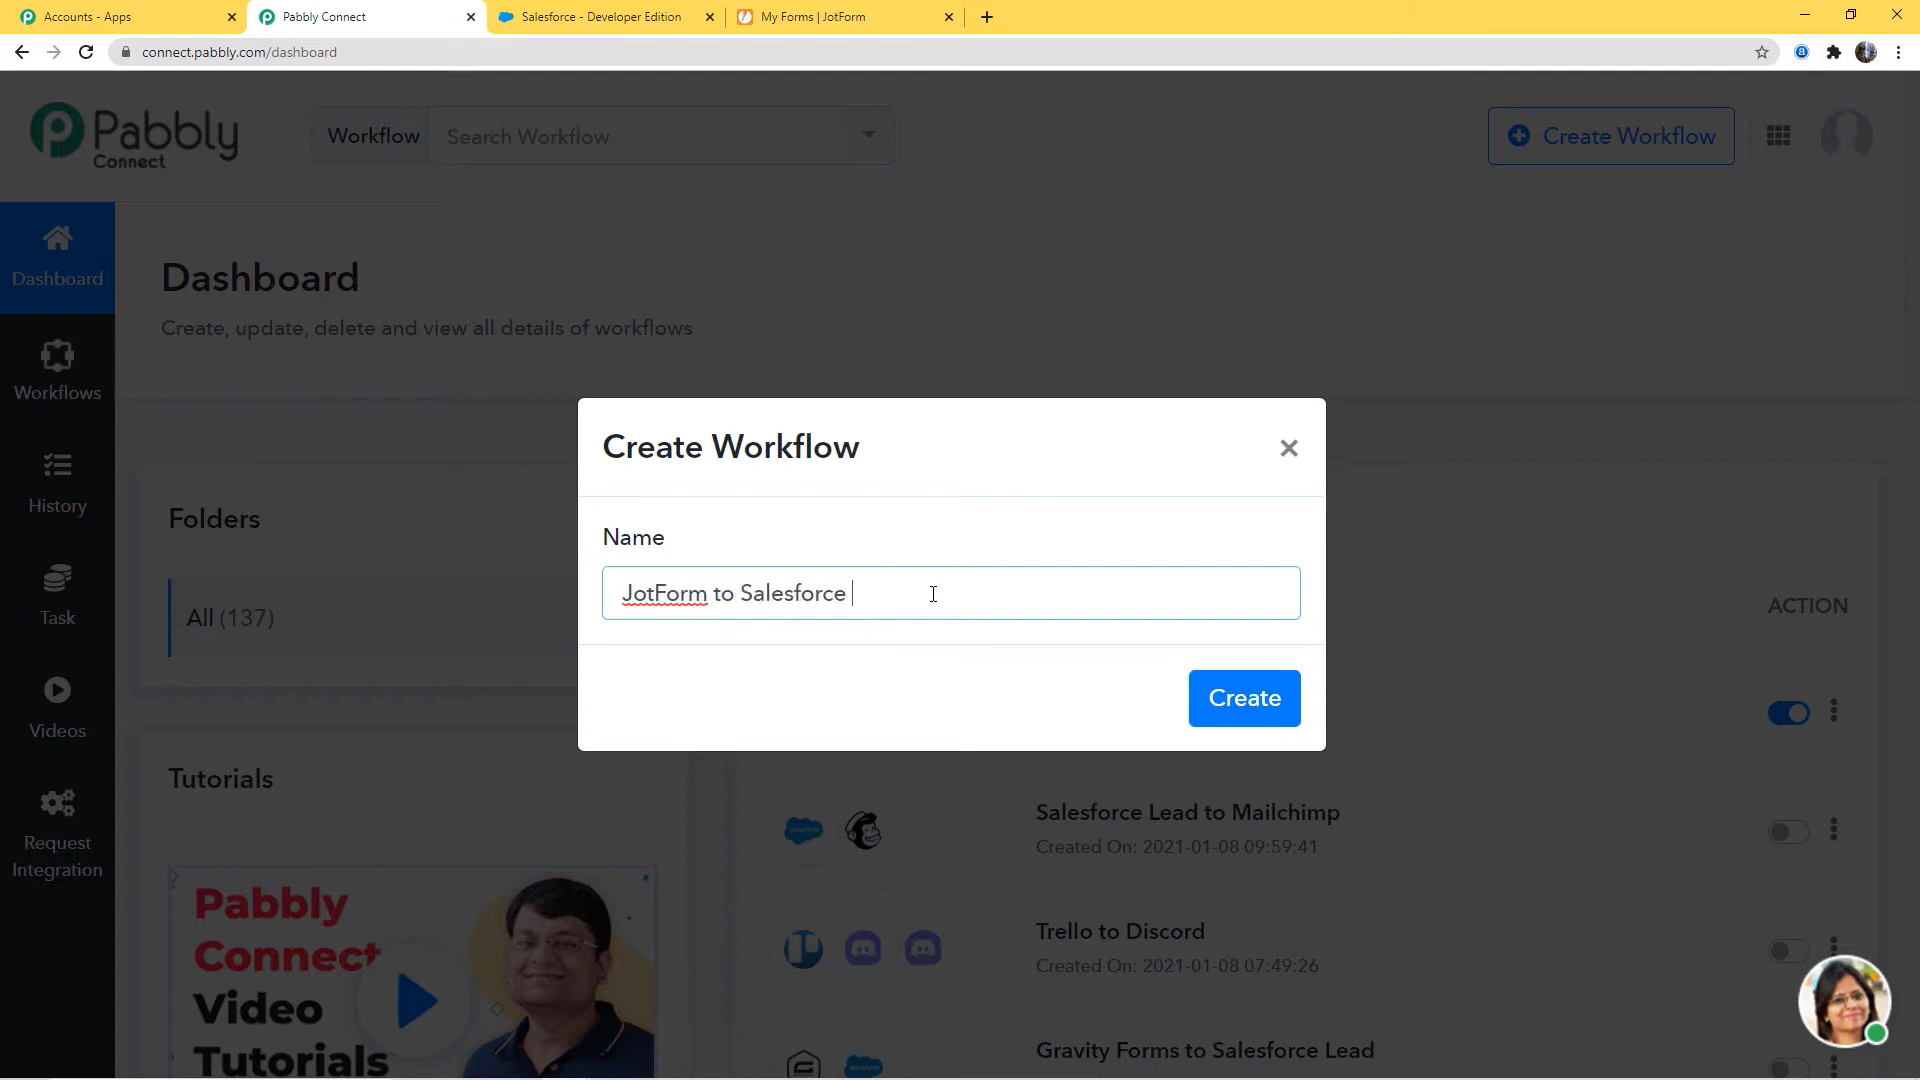 Accounts - Apps
Pabbly Connect
Salesforce - Developer Edition
My Forms | JotForm
connect.pabbly.com/dashboard
Pabbly
Connect
Workflow
Search Workflow
Create Workflow
Dashboard
Workflows
History
Task
Videos
Request
Integration
Dashboard
Create, update, delete and view all details of workflows
Folders
All (137)
Tutorials
Pabbly
Connect
Video
Tutorials
Create Workflow
Name
JotForm to Salesforce
Create
ACTION
Salesforce Lead to Mailchimp
Created On: 2021-01-08 09:59:41
Trello to Discord
Created On: 2021-01-08 07:49:26
Gravity Forms to Salesforce Lead